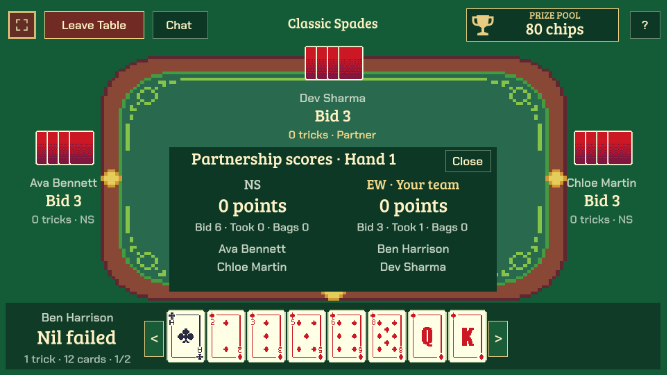 Leave Table
Chat
Classic Spades
PRIZE POOL
80 chips
?
Dev Sharma
Bid 3
0 tricks · Partner
Ava Bennett
Bid 3
0 tricks · NS
Chloe Martin
Bid 3
0 tricks · NS
Partnership scores · Hand 1
Close
NS
0 points
Bid 6 · Took 0 · Bags 0
Ava Bennett
Chloe Martin
EW · Your team
0 points
Bid 3 · Took 1 · Bags 0
Ben Harrison
Dev Sharma
Ben Harrison
Nil failed
1 trick · 12 cards · 1/2
<
Q
K
>